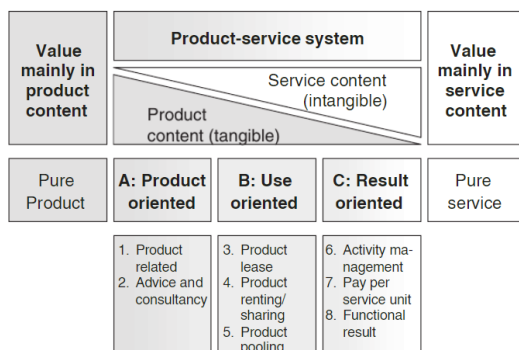 Value
mainly in
product
content
Product-service system
Service content
(intangible)
Product
content (tangible)
Value
mainly in
service
content
Pure
Product
A: Product
oriented
B: Use
oriented
C: Result
oriented
Pure
service
1. Product
related
2. Advice and
consultancy
3. Product
lease
4. Product
renting/
sharing
5. Product
pooling
6. Activity ma-
nagement
7. Pay per
service unit
8. Functional
result